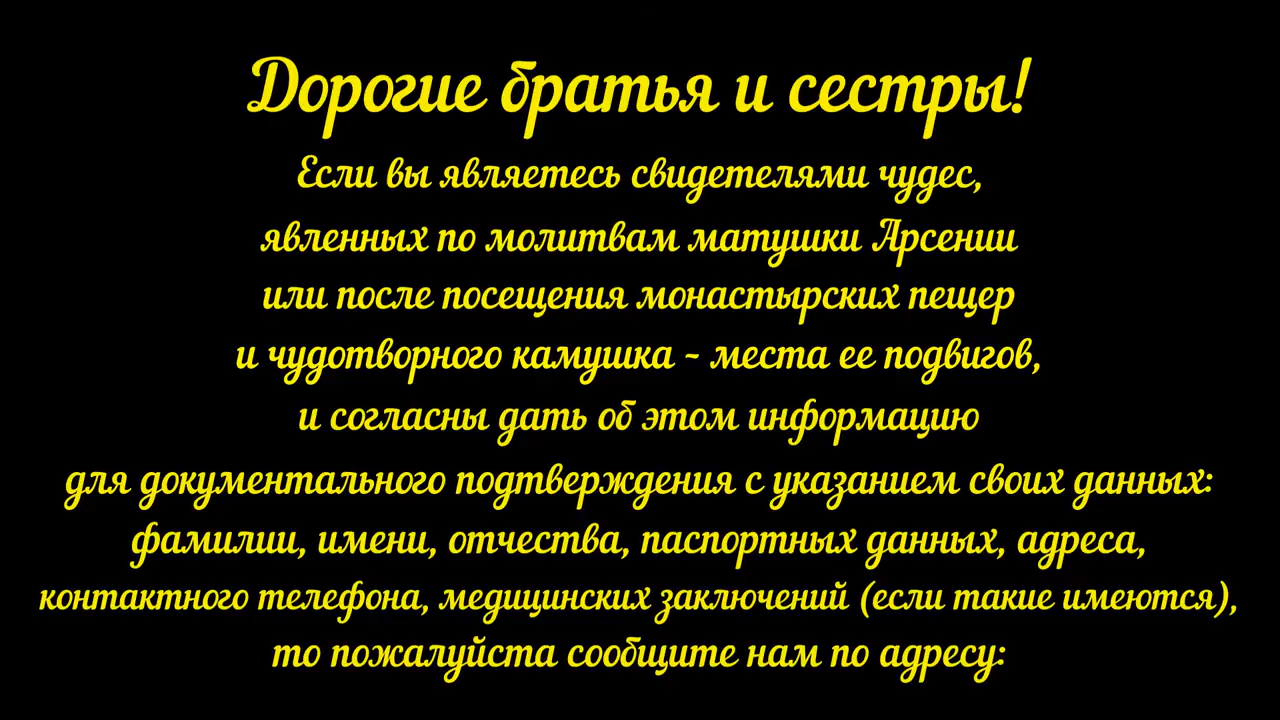 Дорогие братья и сестры!
Если вы являетесь свидетелями чудес,
явленных по молитвам матушки Арсении
или после посещения монастырских пещер
и чудотворного камушка - места ее подвигов,
и согласны дать об этом информацию
для документального подтверждения с указанием своих данных:
фамилии, имени, отчества, паспортных данных, адреса,
контактного телефона, медицинских заключений (если такие имеются),
то пожалуйста сообщите нам по адресу: